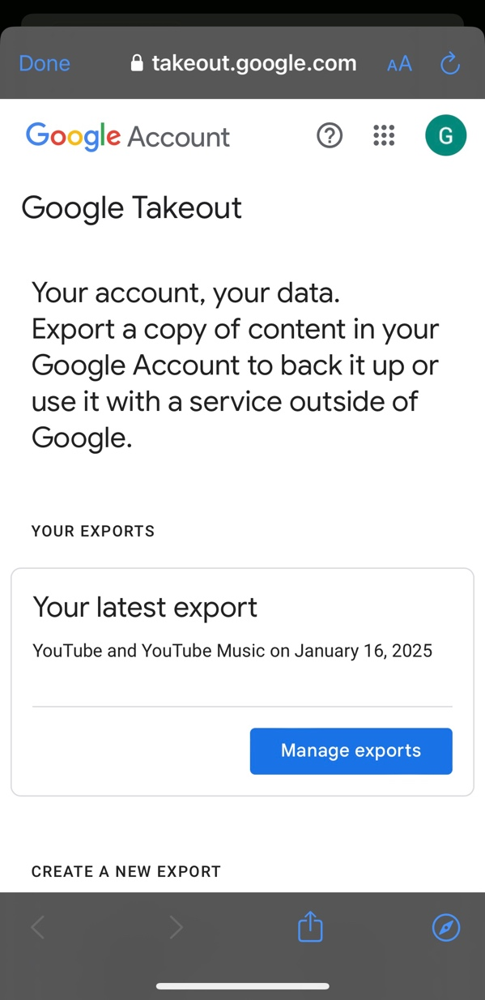 Done takeout.google.com AA
Google Account G
Google Takeout
Your account, your data.
Export a copy of content in your
Google Account to back it up or
use it with a service outside of
Google.
YOUR EXPORTS
Your latest export
YouTube and YouTube Music on January 16, 2025
Manage exports
CREATE A NEW EXPORT